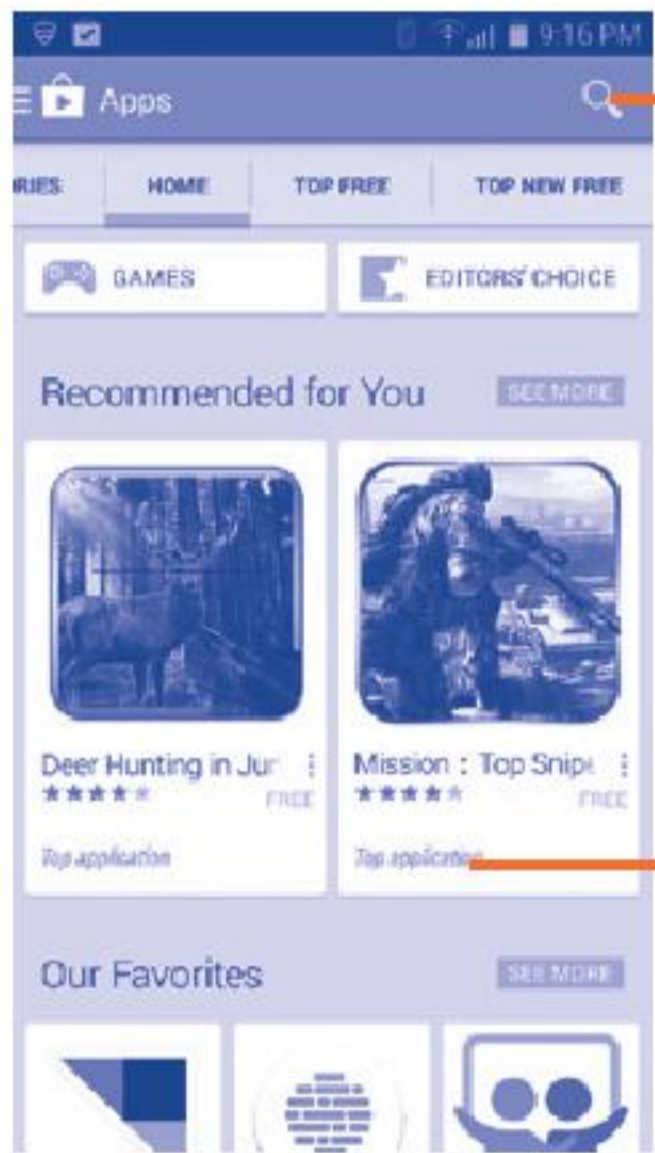 9:16 PM
Apps
RIES HOME TOP FREE TOP NEW FREE
GAMES EDITORS' CHOICE
Recommended for You SEE MORE
Deer Hunting in Jun Mission : Top Snipe
FREE FREE
Top application Top application
Our Favorites SEE MORE